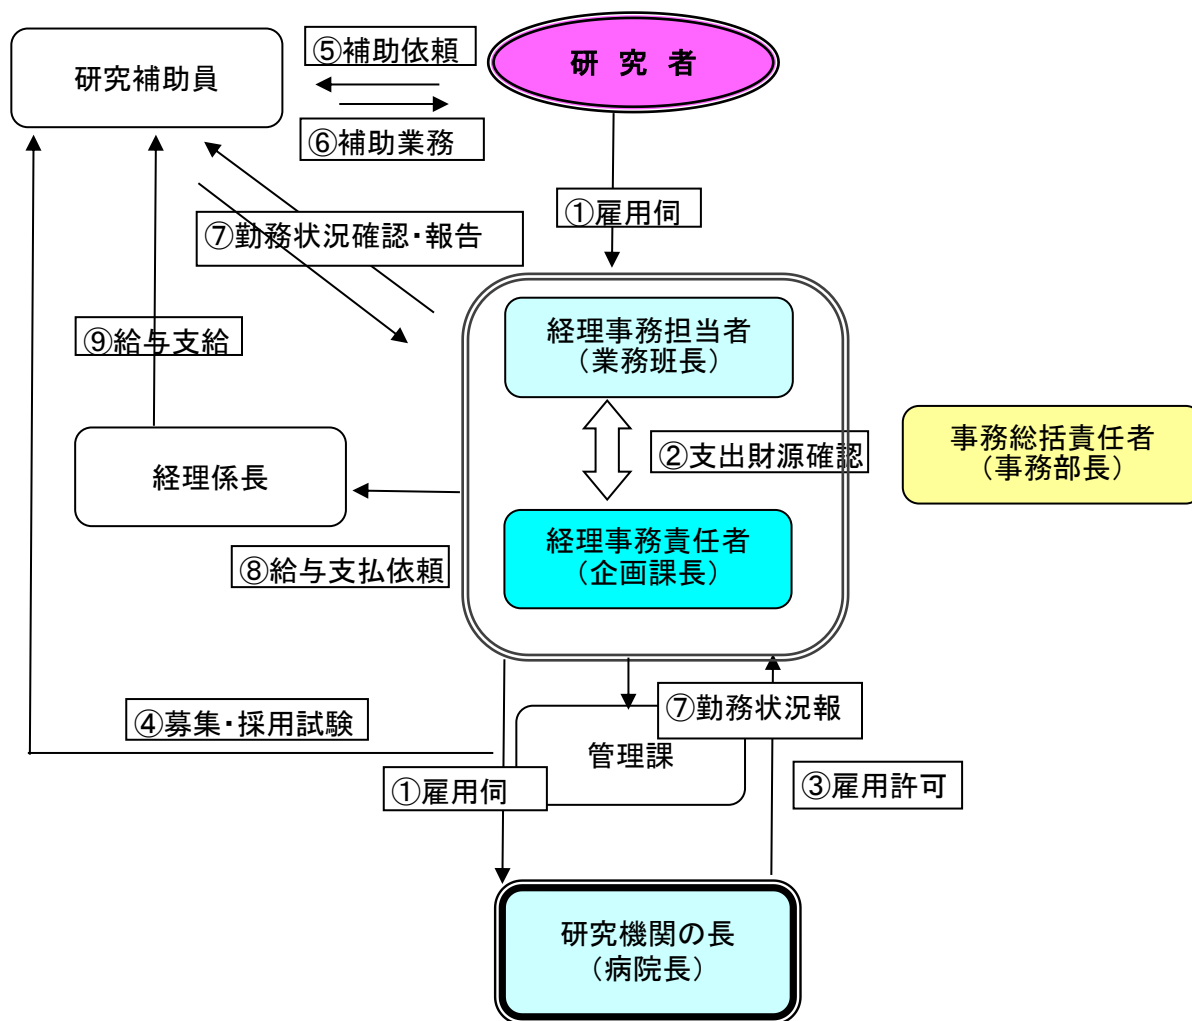 ⑤補助依頼
研究者
研究補助員
⑥補助業務
①雇用伺
⑦勤務状況確認・報告
経理事務担当者
（業務班長）
⑨給与支給
②支出財源確認
事務総括責任者
（事務部長）
経理係長
経理事務責任者
（企画課長）
⑧給与支払依頼
④募集・採用試験
⑦勤務状況報
管理課
①雇用伺
③雇用許可
研究機関の長
（病院長）